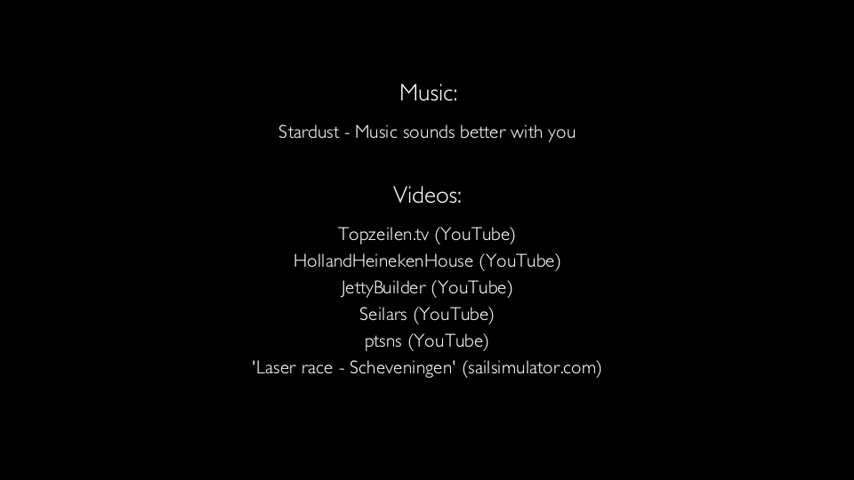 Music:
Stardust - Music sounds better with you
Videos:
Topzeilen.tv (YouTube)
HollandHeinekenHouse (YouTube)
JettyBuilder (YouTube)
Seilars (YouTube)
ptsns (YouTube)
'Laser race - Scheveningen' (sailsimulator.com)